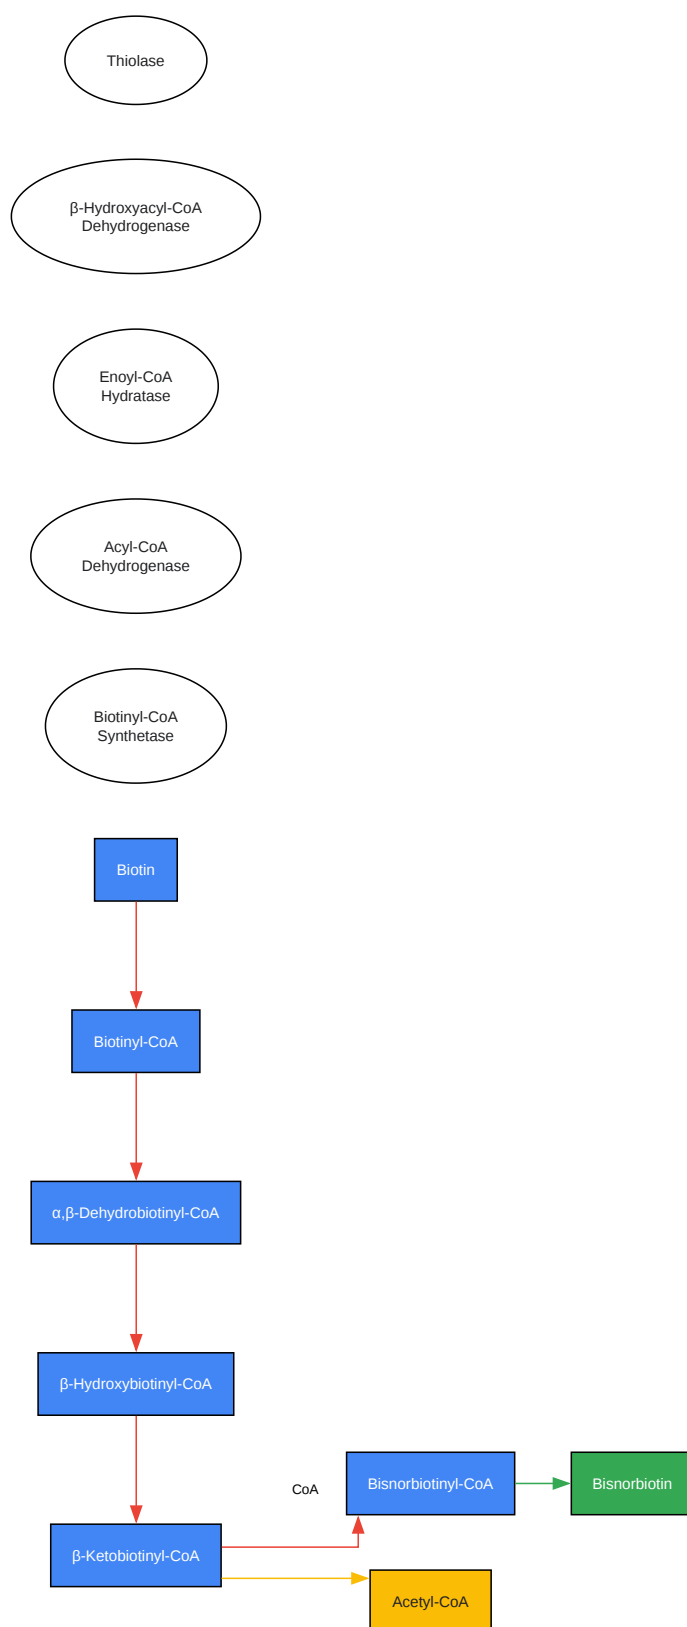 Thiolase
β-Hydroxyacyl-CoA
Dehydrogenase
Enoyl-CoA
Hydratase
Acyl-CoA
Dehydrogenase
Biotinyl-CoA
Synthetase
Biotin
Biotinyl-CoA
α,β-Dehydrobiotinyl-CoA
β-Hydroxybiotinyl-CoA
CoA
Bisnorbiotinyl-CoA
Bisnorbiotin
β-Ketobiotinyl-CoA
Acetyl-CoA